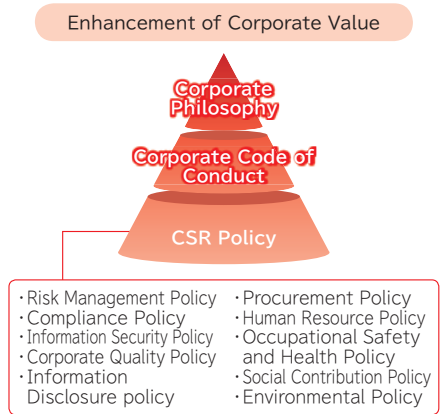 Enhancement of Corporate Value
Corporate
Philosophy
Corporate Code of
Conduct
CSR Policy
・Risk Management Policy
・Compliance Policy
・Information Security Policy
・Corporate Quality Policy
・Information
Disclosure policy
・Procurement Policy
・Human Resource Policy
・Occupational Safety
and Health Policy
・Social Contribution Policy
・Environmental Policy